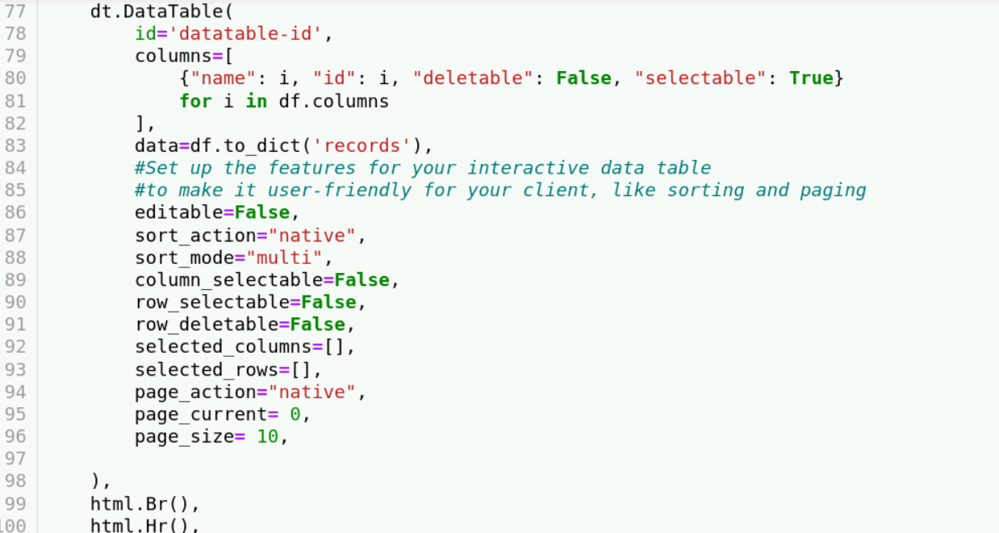 77 dt.DataTable(
78 id='datatable-id',
79 columns=[
80 {"name": i, "id": i, "deletable": False, "selectable": True}
81 for i in df.columns
82 ],
83 data=df.to_dict('records'),
84 #Set up the features for your interactive data table
85 #to make it user-friendly for your client, like sorting and paging
86 editable=False,
87 sort_action="native",
88 sort_mode="multi",
89 column_selectable=False,
90 row_selectable=False,
91 row_deletable=False,
92 selected_columns=[],
93 selected_rows=[],
94 page_action="native",
95 page_current= 0,
96 page_size= 10,
97
98 ),
99 html.Br(),
100 html.Hr(),